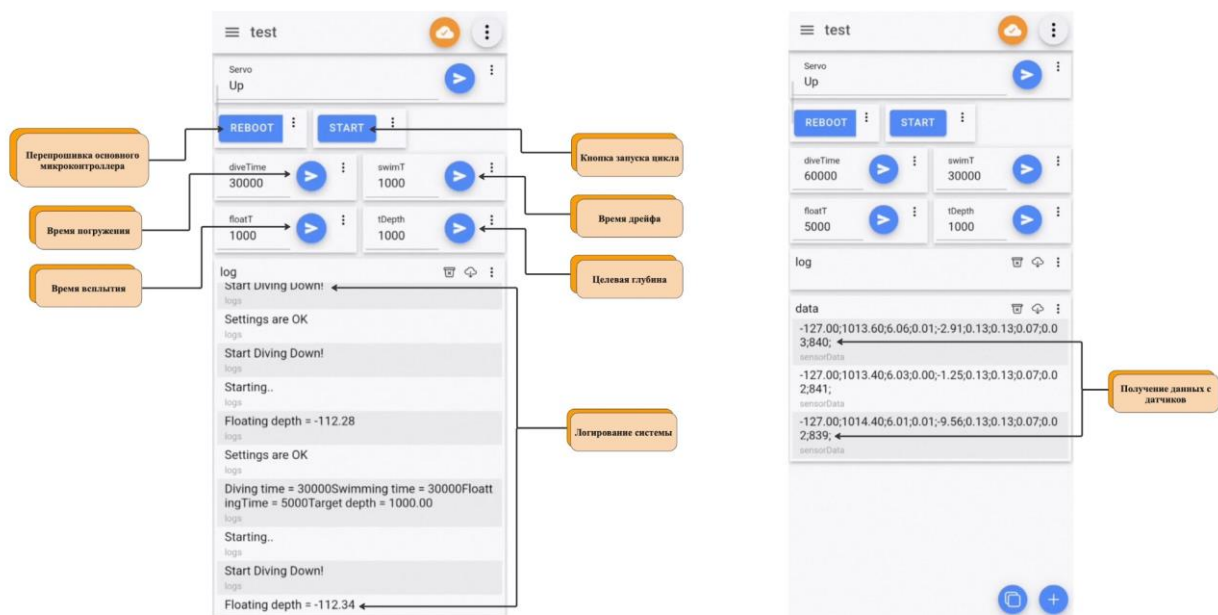 test
Servo
Up
REBOOT
START
diveTime
30000
swimT
1000
floatT
1000
tDepth
1000
log
Start Diving Down!
logs
Settings are OK
logs
Start Diving Down!
logs
Starting..
logs
Floating depth = -112.28
logs
Settings are OK
logs
Diving time = 30000Swimming time = 30000Floatt
ingTime = 5000Target depth = 1000.00
logs
Starting..
logs
Start Diving Down!
logs
Floating depth = -112.34
Перепрошивка основного
микроконтроллера
Время погружения
Время всплытия
Кнопка запуска цикла
Время дрейфа
Целевая глубина
Логирование системы
test
Servo
Up
REBOOT
START
diveTime
60000
swimT
30000
floatT
5000
tDepth
1000
log
data
-127.00;1013.60;6.06;0.01;-2.91;0.13;0.13;0.07;0.0
3;840;
sensorData
-127.00;1013.40;6.03;0.00;-1.25;0.13;0.13;0.07;0.0
2;841;
sensorData
-127.00;1014.40;6.01;0.01;-9.56;0.13;0.13;0.07;0.0
2;839;
sensorData
Получение данных с
датчиков